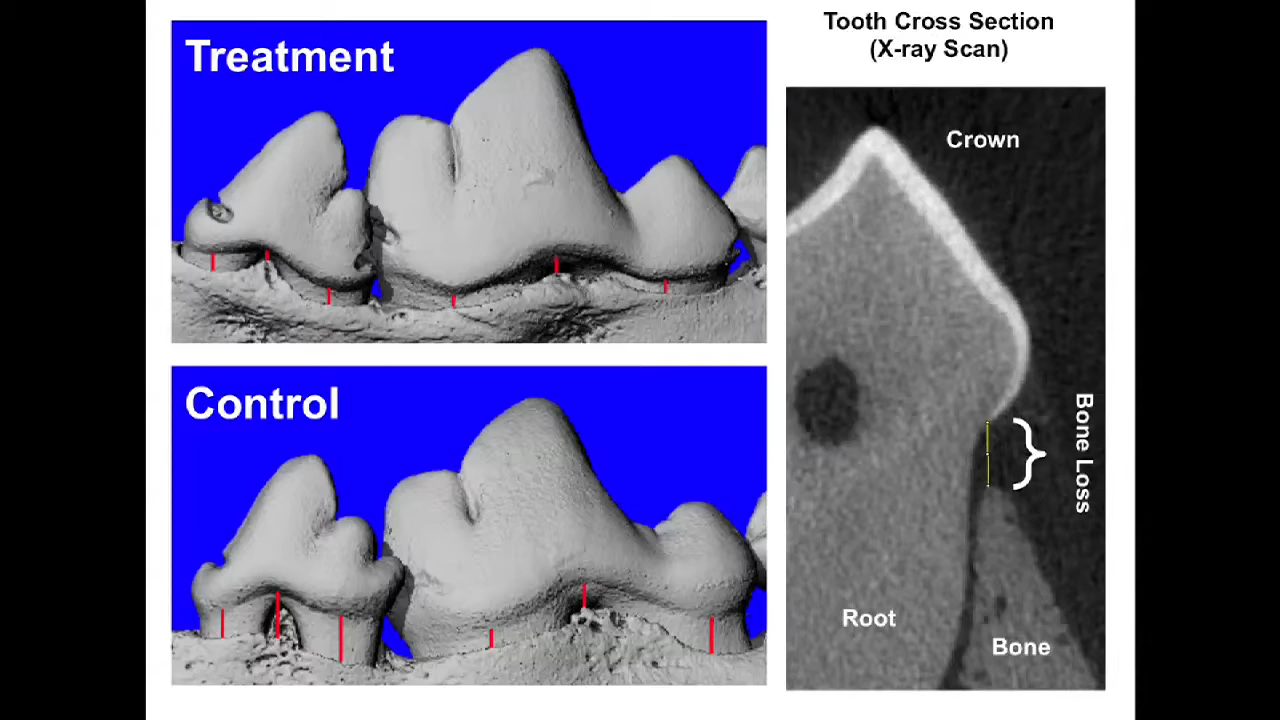 Treatment
Control
Tooth Cross Section
(X-ray Scan)
Crown
Bone Loss
Root
Bone